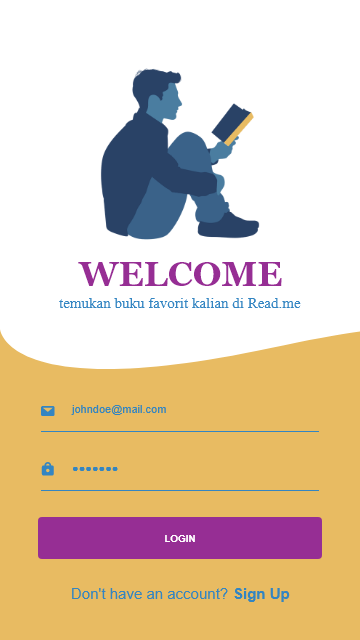 WELCOME
temukan buku favorit kalian di Read.me
johndoe@mail.com
•••••••
LOGIN
Don't have an account? Sign Up